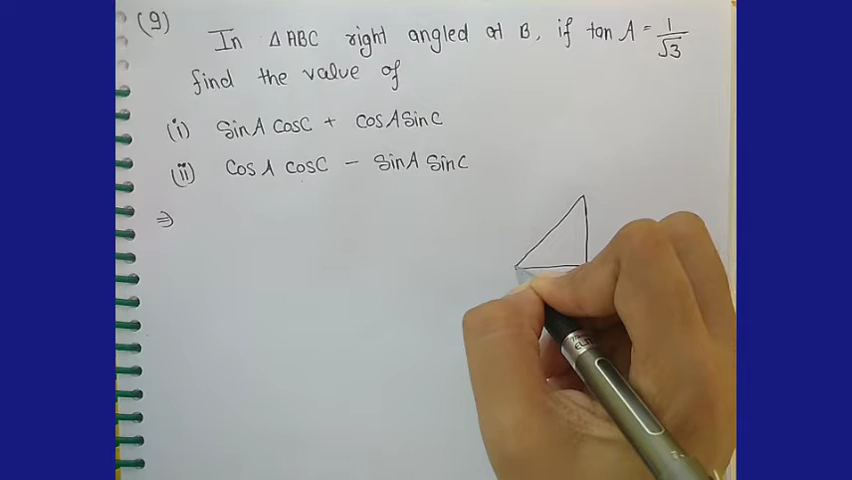 (9) In Δ ABC right angled at B, if tan A = 1/√3
find the value of
(i) sinA cosC + cosA sinC
(ii) cosA cosC - sinA sinC
⇒